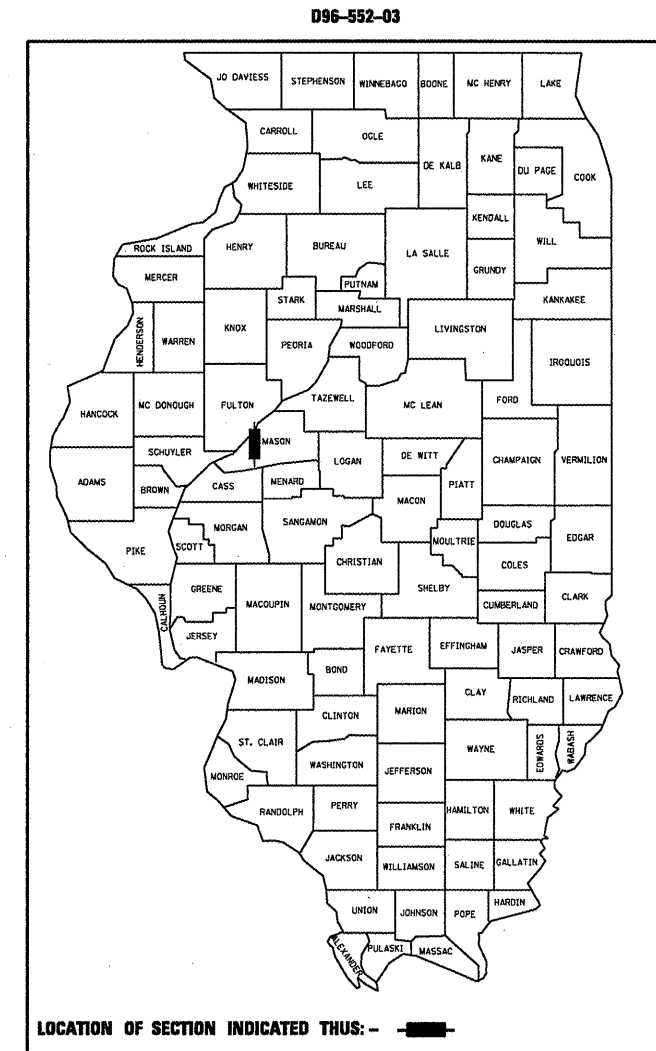 D96-552-03
JO DAVIESS STEPHENSON WINNEBAGO BOONE MC HENRY LAKE
CARROLL OGLE
DE KALB KANE DU PAGE COOK
WHITESIDE LEE
KENDALL WILL
ROCK ISLAND HENRY BUREAU LA SALLE GRUNDY
MERCER PUTNAM
STARK MARSHALL KANKAKEE
HENDERSON WARREN KNOX PEORIA WOODFORD LIVINGSTON IROQUOIS
TAZEWELL FORD
HANCOCK MC DONOUGH FULTON MC LEAN
MASON
SCHUYLER LOGAN DE WITT CHAMPAIGN VERMILION
ADAMS BROWN CASS MENARD PIATT
MACON
MORGAN SANGAMON DOUGLAS
PIKE SCOTT MOULTRIE EDGAR
CHRISTIAN COLES
CALHOUN GREENE MACOUPIN MONTGOMERY SHELBY CUMBERLAND CLARK
JERSEY
FAYETTE EFFINGHAM JASPER CRAWFORD
MADISON BOND
CLAY RICHLAND LAWRENCE
CLINTON MARION
ST. CLAIR WAYNE EDWARDS WABASH
WASHINGTON JEFFERSON
MONROE
RANDOLPH PERRY HAMILTON WHITE
FRANKLIN
JACKSON WILLIAMSON SALINE GALLATIN
HARDIN
UNION JOHNSON POPE
ALEXANDER PULASKI MASSAC
LOCATION OF SECTION INDICATED THUS: -